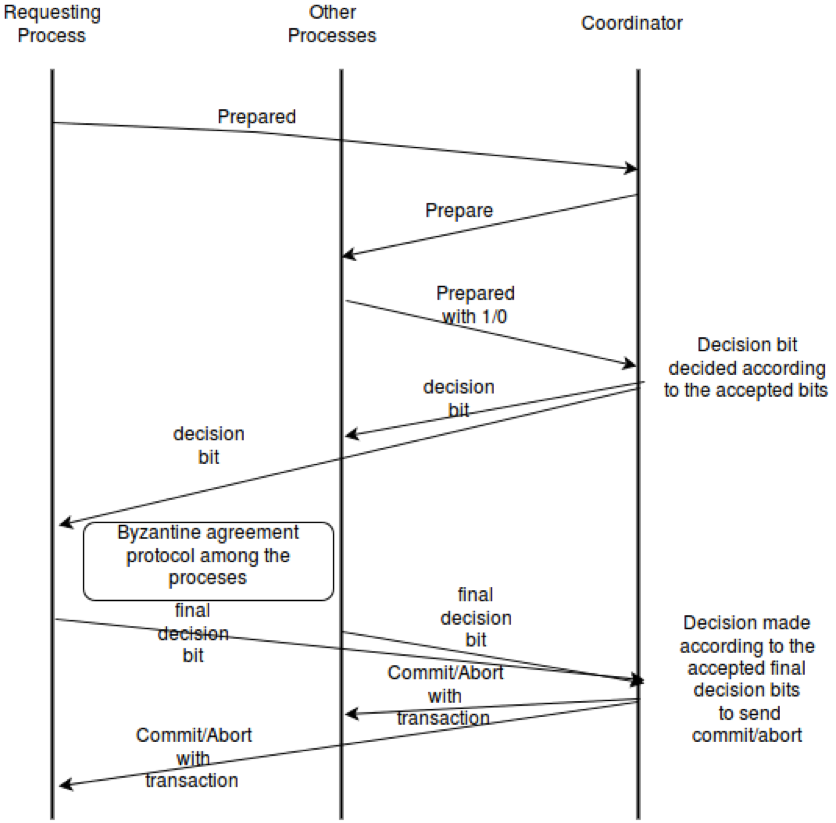 Requesting
Process
Other
Processes
Coordinator
Prepared
Prepare
Prepared
with 1/0
Decision bit
decided according
to the accepted bits
decision
bit
decision
bit
Byzantine agreement
protocol among the
proceses
final
decision
bit
final
decision
bit
Decision made
according to the
accepted final
decision bits
to send
commit/abort
Commit/Abort
with
transaction
Commit/Abort
with
transaction